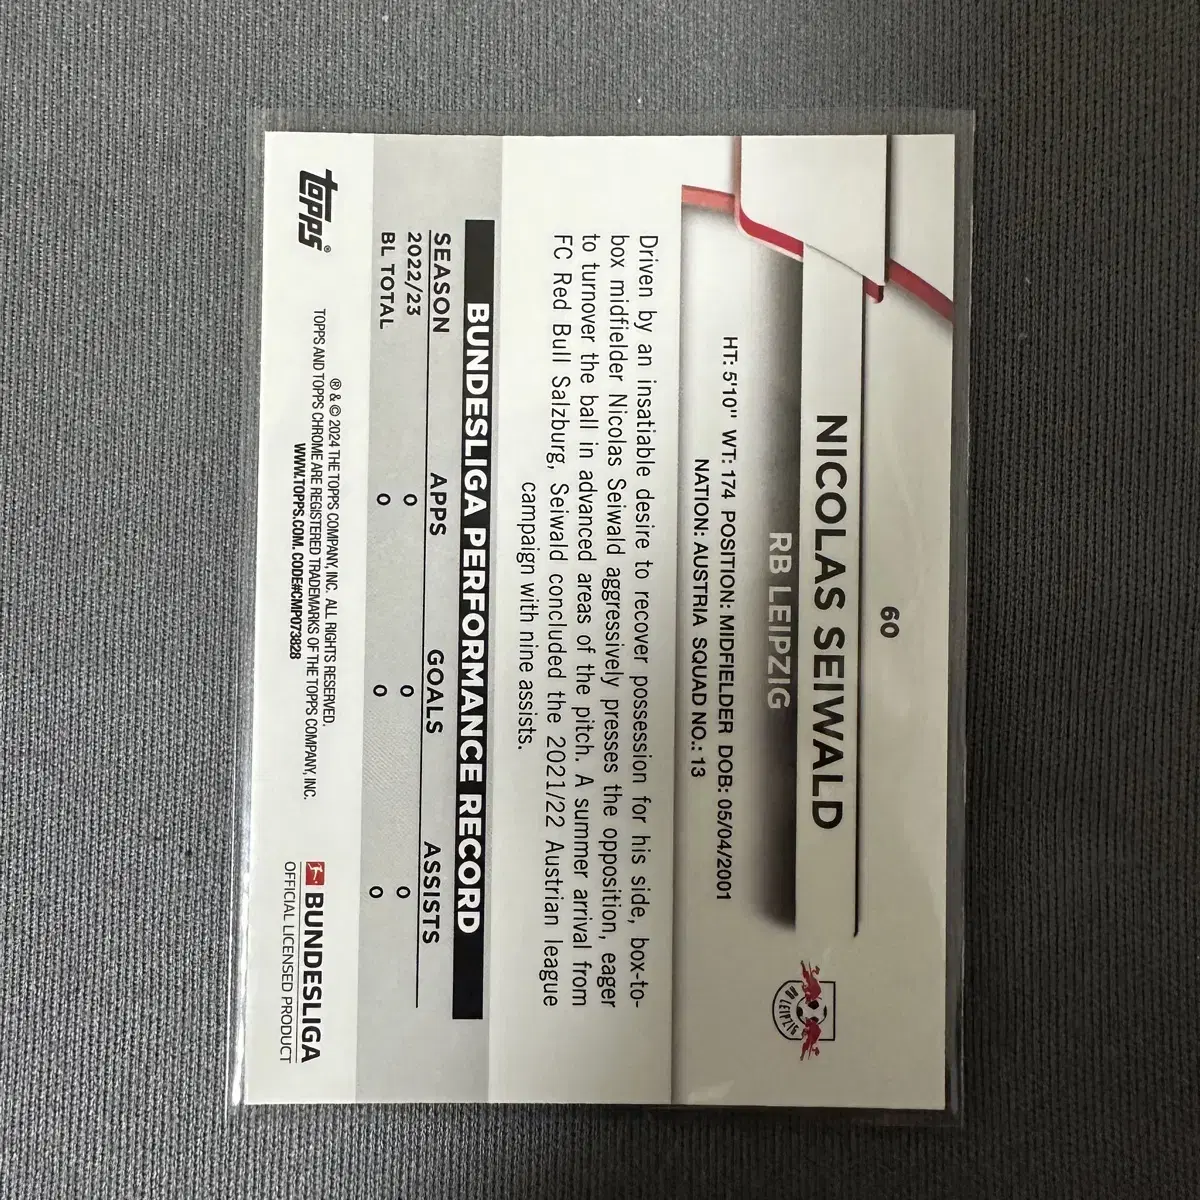 60
NICOLAS SEIWALD
RB LEIPZIG
RB LEIPZIG
HT: 5'10" WT: 174 POSITION: MIDFIELDER DOB: 05/04/2001
NATION: AUSTRIA SQUAD NO.: 13
Driven by an insatiable desire to recover possession for his side, box-to-
box midfielder Nicolas Seiwald aggressively presses the opposition, eager
to turnover the ball in advanced areas of the pitch. A summer arrival from
FC Red Bull Salzburg, Seiwald concluded the 2021/22 Austrian league
campaign with nine assists.
BUNDESLIGA PERFORMANCE RECORD
SEASON APPS GOALS ASSISTS
2022/23 0 0 0
BL TOTAL 0 0 0
topps®
® & © 2024 THE TOPPS COMPANY, INC. ALL RIGHTS RESERVED.
TOPPS AND TOPPS CHROME ARE REGISTERED TRADEMARKS OF THE TOPPS COMPANY, INC.
WWW.TOPPS.COM. CODE#CMP073828
BUNDESLIGA
OFFICIAL LICENSED PRODUCT